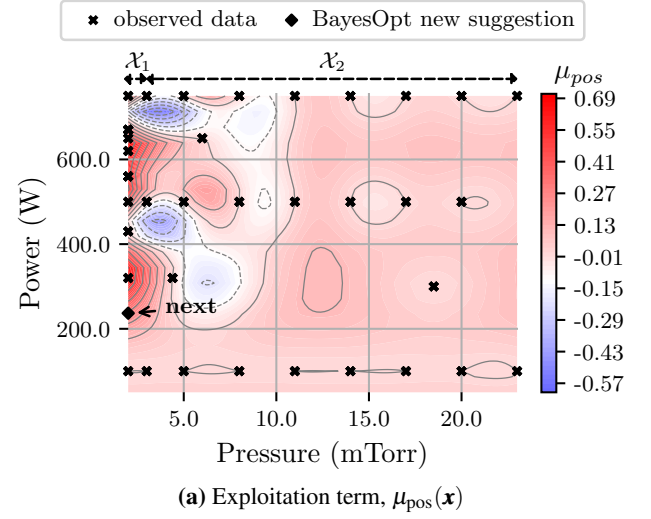 observed data
BayesOpt new suggestion
𝒳₁
𝒳₂
μ_pos
0.69
0.55
0.41
0.27
0.13
-0.01
-0.15
-0.29
-0.43
-0.57
Power (W)
600.0
400.0
200.0
next
5.0 10.0 15.0 20.0
Pressure (mTorr)
(a) Exploitation term, μ_pos(x)